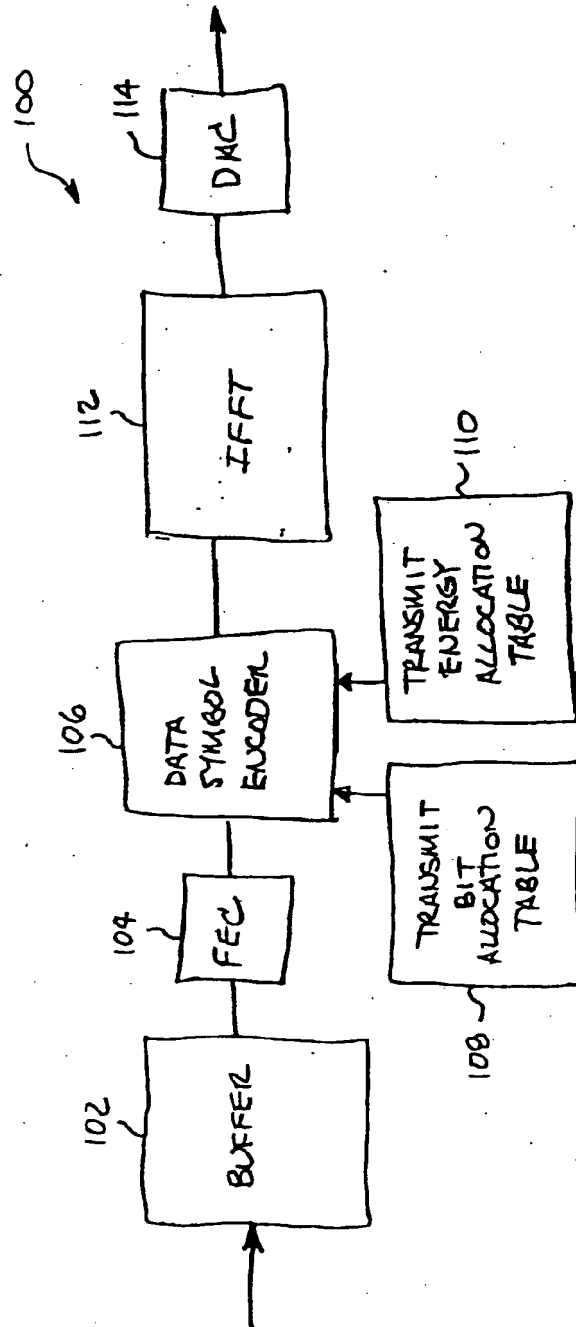 100
102
BUFFER
104
FEC
106
DATA
SYMBOL
ENCODER
112
IFFT
114
DAC
108
TRANSMIT
BIT
ALLOCATION
TABLE
110
TRANSMIT
ENERGY
ALLOCATION
TABLE